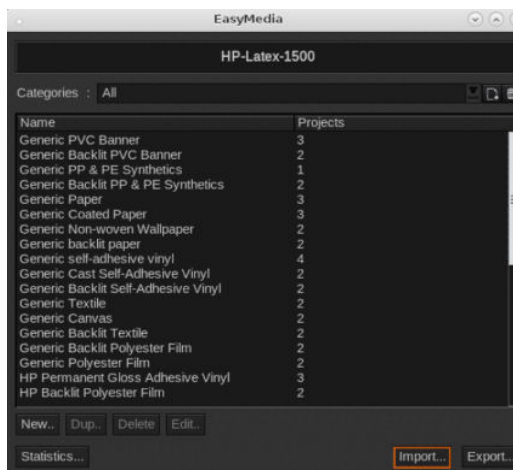 EasyMedia
HP-Latex-1500
Categories : All
Name Projects
Generic PVC Banner 3
Generic Backlit PVC Banner 2
Generic PP & PE Synthetics 1
Generic Backlit PP & PE Synthetics 2
Generic Paper 3
Generic Coated Paper 3
Generic Non-woven Wallpaper 2
Generic backlit paper 2
Generic self-adhesive vinyl 4
Generic Cast Self-Adhesive Vinyl 2
Generic Backlit Self-Adhesive Vinyl 2
Generic Textile 2
Generic Canvas 2
Generic Backlit Textile 2
Generic Backlit Polyester Film 2
Generic Polyester Film 2
HP Permanent Gloss Adhesive Vinyl 3
HP Backlit Polyester Film 2
New.. Dup.. Delete Edit..
Statistics... Import... Export...